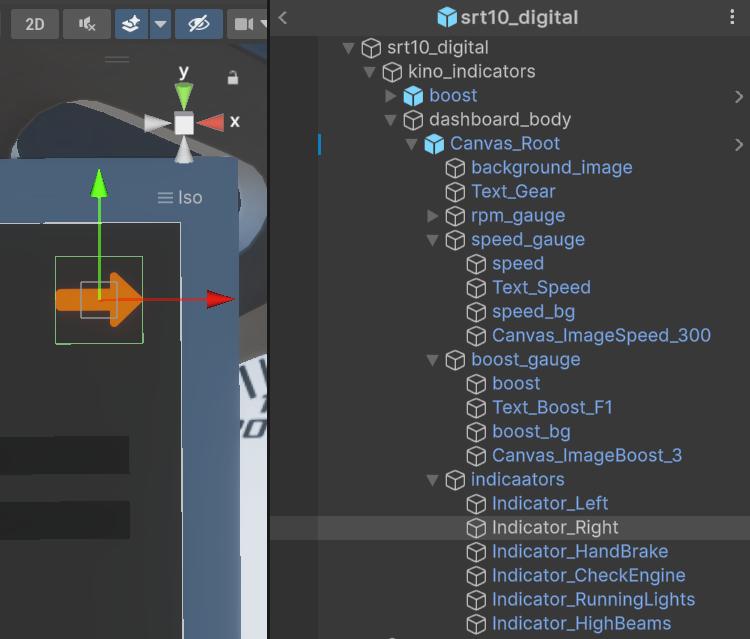 2D
srt10_digital
y
x
Iso
srt10_digital
kino_indicators
boost
dashboard_body
Canvas_Root
background_image
Text_Gear
rpm_gauge
speed_gauge
speed
Text_Speed
speed_bg
Canvas_ImageSpeed_300
boost_gauge
boost
Text_Boost_F1
boost_bg
Canvas_ImageBoost_3
indicaators
Indicator_Left
Indicator_Right
Indicator_HandBrake
Indicator_CheckEngine
Indicator_RunningLights
Indicator_HighBeams